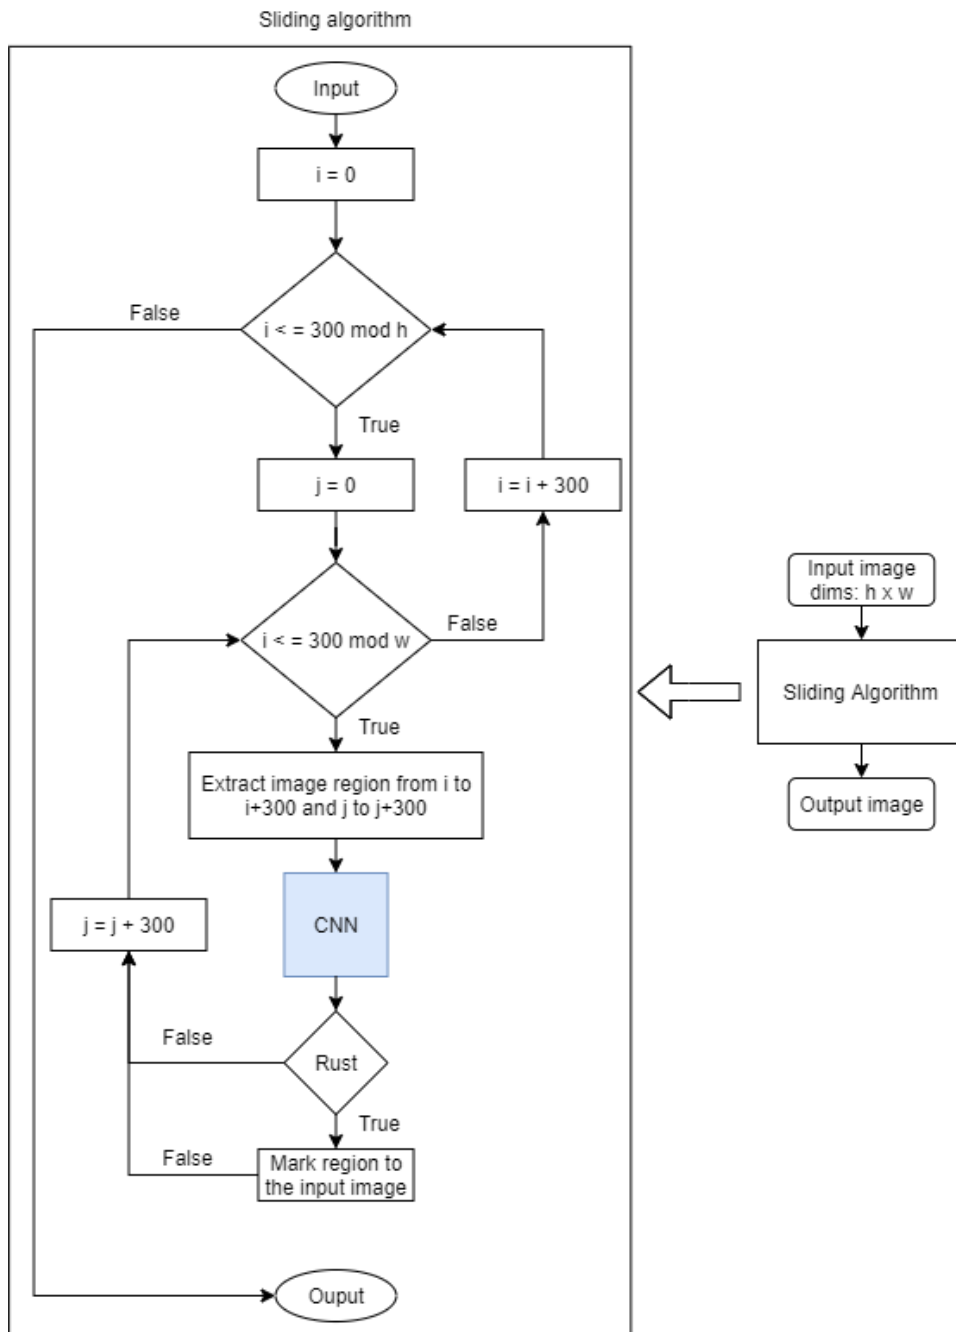 Sliding algorithm
Input
i = 0
False
i < = 300 mod h
True
j = 0
i = i + 300
i < = 300 mod w
False
True
Extract image region from i to
i+300 and j to j+300
j = j + 300
CNN
False
Rust
True
False
Mark region to
the input image
Ouput
Input image
dims: h x w
Sliding Algorithm
Output image